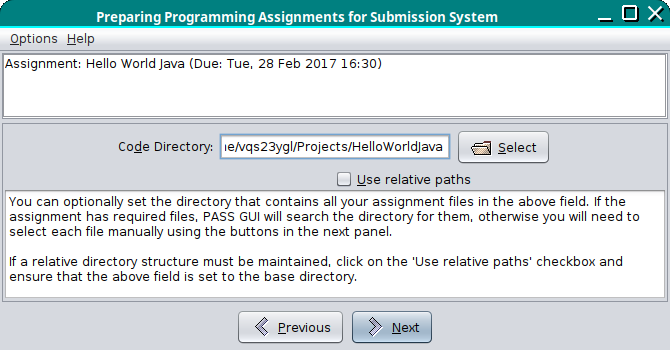 Preparing Programming Assignments for Submission System
Options Help
Assignment: Hello World Java (Due: Tue, 28 Feb 2017 16:30)
Code Directory: /vqs23ygl/Projects/HelloWorldJava Select
Use relative paths
You can optionally set the directory that contains all your assignment files in the above field. If the
assignment has required files, PASS GUI will search the directory for them, otherwise you will need to
select each file manually using the buttons in the next panel.
If a relative directory structure must be maintained, click on the 'Use relative paths' checkbox and
ensure that the above field is set to the base directory.
Previous Next